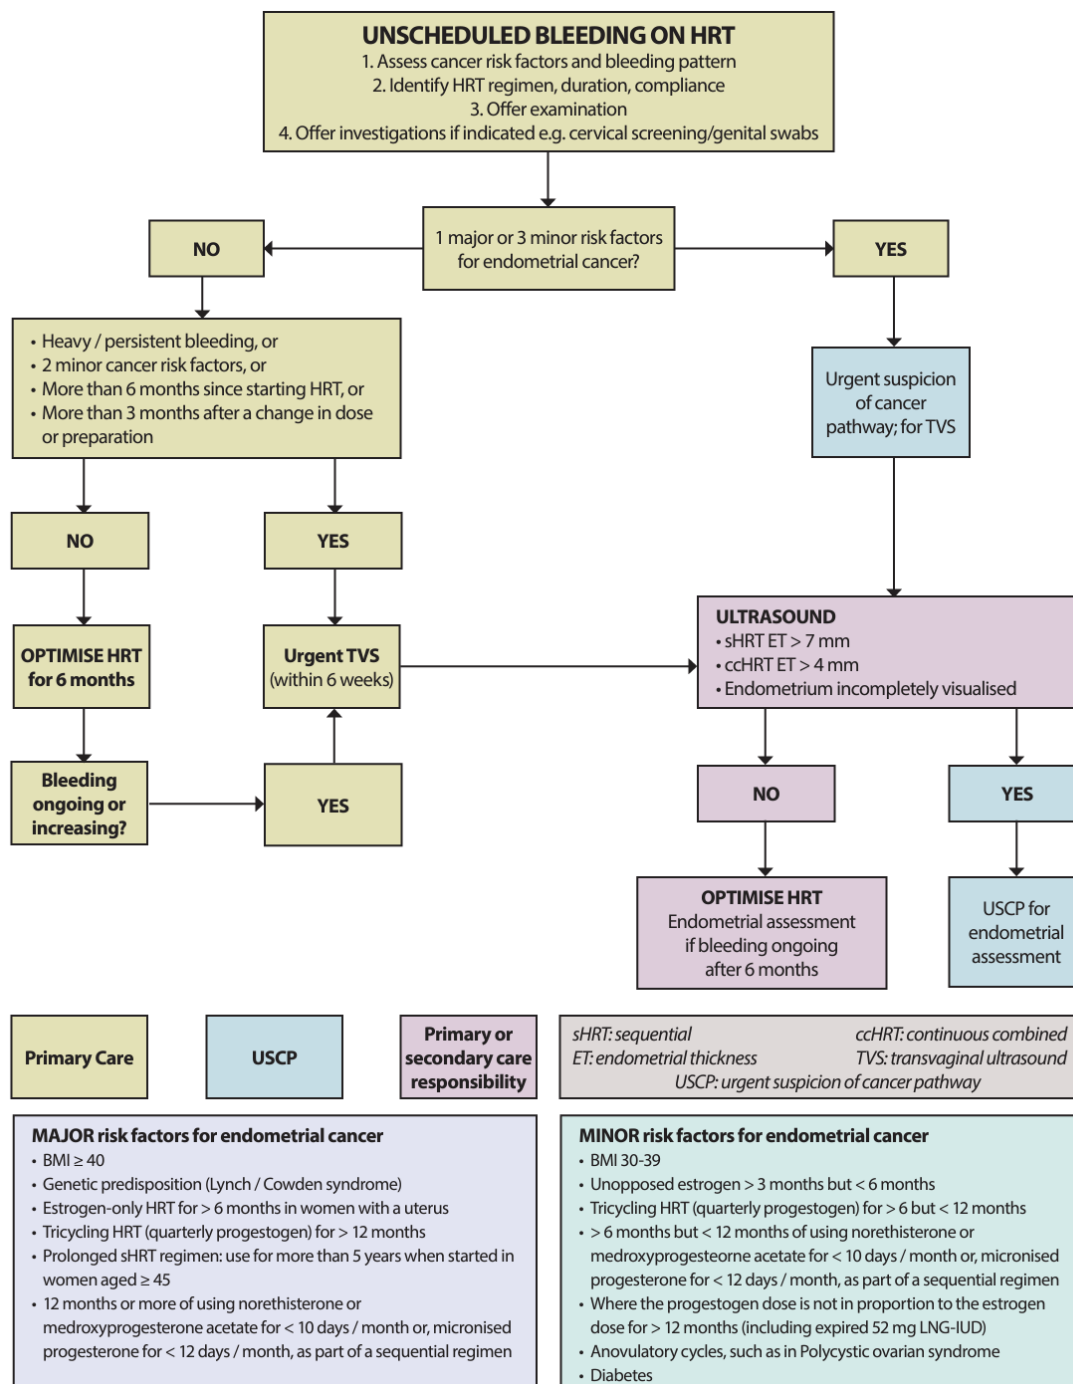 UNSCHEDULED BLEEDING ON HRT
1. Assess cancer risk factors and bleeding pattern
2. Identify HRT regimen, duration, compliance
3. Offer examination
4. Offer investigations if indicated e.g. cervical screening/genital swabs
1 major or 3 minor risk factors
for endometrial cancer?
NO
YES
• Heavy / persistent bleeding, or
• 2 minor cancer risk factors, or
• More than 6 months since starting HRT, or
• More than 3 months after a change in dose
or preparation
Urgent suspicion
of cancer
pathway; for TVS
NO
YES
OPTIMISE HRT
for 6 months
Urgent TVS
(within 6 weeks)
ULTRASOUND
• sHRT ET > 7 mm
• ccHRT ET > 4 mm
• Endometrium incompletely visualised
Bleeding
ongoing or
increasing?
YES
NO
YES
OPTIMISE HRT
Endometrial assessment
if bleeding ongoing
after 6 months
USCP for
endometrial
assessment
Primary Care
USCP
Primary or
secondary care
responsibility
sHRT: sequential ccHRT: continuous combined
ET: endometrial thickness TVS: transvaginal ultrasound
USCP: urgent suspicion of cancer pathway
MAJOR risk factors for endometrial cancer
• BMI ≥ 40
• Genetic predisposition (Lynch / Cowden syndrome)
• Estrogen-only HRT for > 6 months in women with a uterus
• Tricycling HRT (quarterly progestogen) for > 12 months
• Prolonged sHRT regimen: use for more than 5 years when started in
women aged ≥ 45
• 12 months or more of using norethisterone or
medroxyprogesterone acetate for < 10 days / month or, micronised
progesterone for < 12 days / month, as part of a sequential regimen
MINOR risk factors for endometrial cancer
• BMI 30-39
• Unopposed estrogen > 3 months but < 6 months
• Tricycling HRT (quarterly progestogen) for > 6 but < 12 months
• > 6 months but < 12 months of using norethisterone or
medroxyprogesteorne acetate for < 10 days / month or, micronised
progesterone for < 12 days / month, as part of a sequential regimen
• Where the progestogen dose is not in proportion to the estrogen
dose for > 12 months (including expired 52 mg LNG-IUD)
• Anovulatory cycles, such as in Polycystic ovarian syndrome
• Diabetes